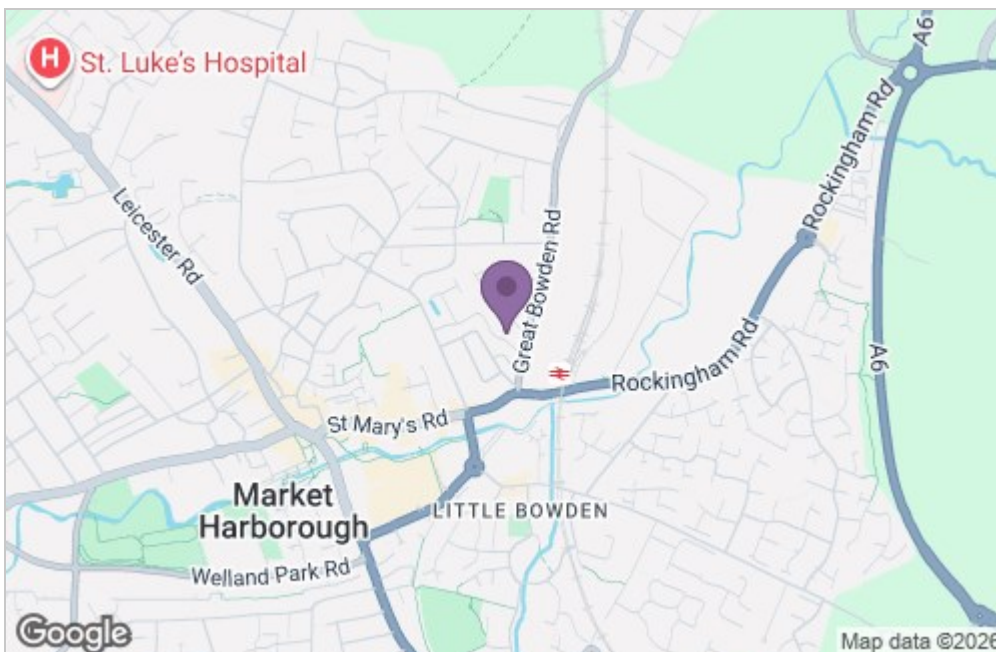 H
St. Luke's Hospital
A6
Rockingham Rd
Leicester Rd
Great Bowden Rd
Rockingham Rd
A6
St Mary's Rd
Market
Harborough
LITTLE BOWDEN
Welland Park Rd
Google
Map data ©2026